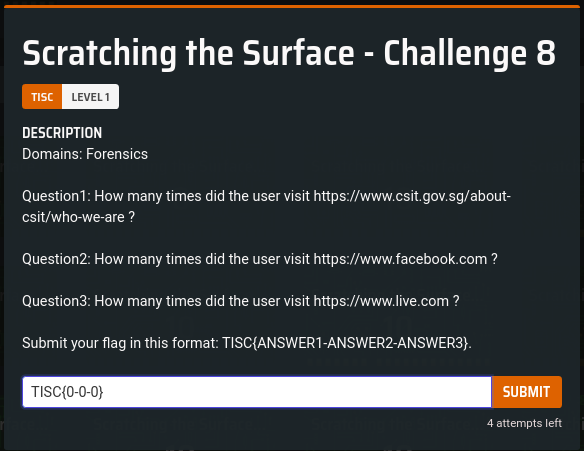 Scratching the Surface - Challenge 8
TISC LEVEL 1
DESCRIPTION
Domains: Forensics
Question1: How many times did the user visit https://www.csit.gov.sg/about-
csit/who-we-are ?
Question2: How many times did the user visit https://www.facebook.com ?
Question3: How many times did the user visit https://www.live.com ?
Submit your flag in this format: TISC{ANSWER1-ANSWER2-ANSWER3}.
TISC{0-0-0} SUBMIT
4 attempts left